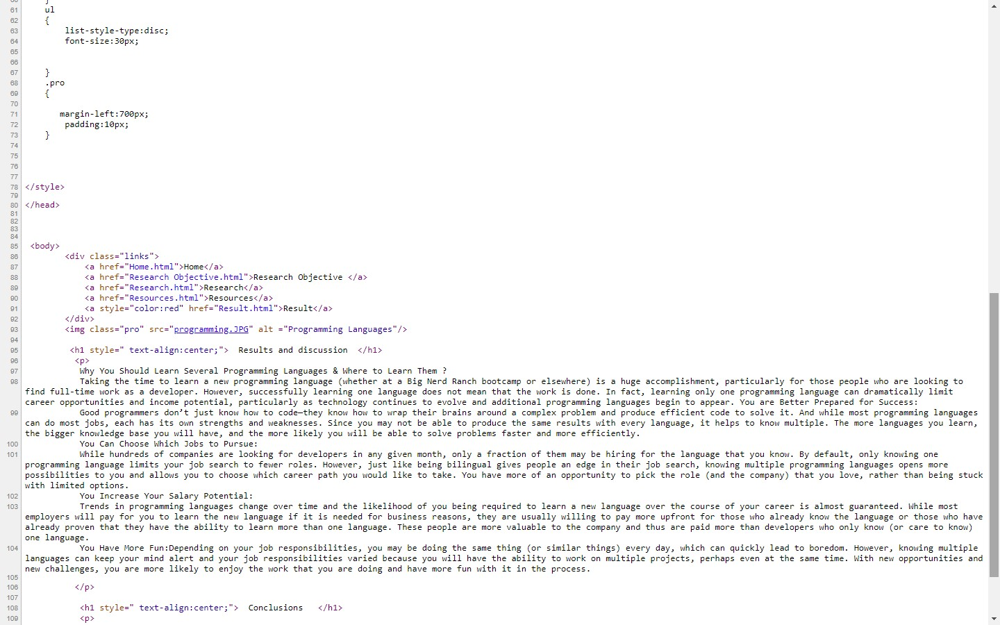 60 }
61 ul
62 {
63 list-style-type:disc;
64 font-size:30px;
65
66
67 }
68 .pro
69 {
70
71 margin-left:700px;
72 padding:10px;
73 }
74
75
76
77
78 </style>
79
80 </head>
81
82
83
84
85 <body>
86 <div class="links">
87 <a href="Home.html">Home</a>
88 <a href="Research Objective.html">Research Objective </a>
89 <a href="Research.html">Research</a>
90 <a href="Resources.html">Resources</a>
91 <a style="color:red" href="Result.html">Result</a>
92 </div>
93 <img class="pro" src="programming.JPG" alt ="Programming Languages"/>
94
95 <h1 style=" text-align:center;"> Results and discussion </h1>
96 <p>
97 Why You Should Learn Several Programming Languages & Where to Learn Them ?
98 Taking the time to learn a new programming language (whether at a Big Nerd Ranch bootcamp or elsewhere) is a huge accomplishment, particularly for those people who are looking to
find full-time work as a developer. However, successfully learning one language does not mean that the work is done. In fact, learning only one programming language can dramatically limit
career opportunities and income potential, particularly as technology continues to evolve and additional programming languages begin to appear. You are Better Prepared for Success:
99 Good programmers don’t just know how to code—they know how to wrap their brains around a complex problem and produce efficient code to solve it. And while most programming languages
can do most jobs, each has its own strengths and weaknesses. Since you may not be able to produce the same results with every language, it helps to know multiple. The more languages you learn,
the bigger knowledge base you will have, and the more likely you will be able to solve problems faster and more efficiently.
100 You Can Choose Which Jobs to Pursue:
101 While hundreds of companies are looking for developers in any given month, only a fraction of them may be hiring for the language that you know. By default, only knowing one
programming language limits your job search to fewer roles. However, just like being bilingual gives people an edge in their job search, knowing multiple programming languages opens more
possibilities to you and allows you to choose which career path you would like to take. You have more of an opportunity to pick the role (and the company) that you love, rather than being stuck
with limited options.
102 You Increase Your Salary Potential:
103 Trends in programming languages change over time and the likelihood of you being required to learn a new language over the course of your career is almost guaranteed. While most
employers will pay for you to learn the new language if it is needed for business reasons, they are usually willing to pay more upfront for those who already know the language or those who have
already proven that they have the ability to learn more than one language. These people are more valuable to the company and thus are paid more than developers who only know (or care to know)
one language.
104 You Have More Fun:Depending on your job responsibilities, you may be doing the same thing (or similar things) every day, which can quickly lead to boredom. However, knowing multiple
languages can keep your mind alert and your job responsibilities varied because you will have the ability to work on multiple projects, perhaps even at the same time. With new opportunities and
new challenges, you are more likely to enjoy the work that you are doing and have more fun with it in the process.
105
106 </p>
107
108 <h1 style=" text-align:center;"> Conclusions </h1>
109 <p>